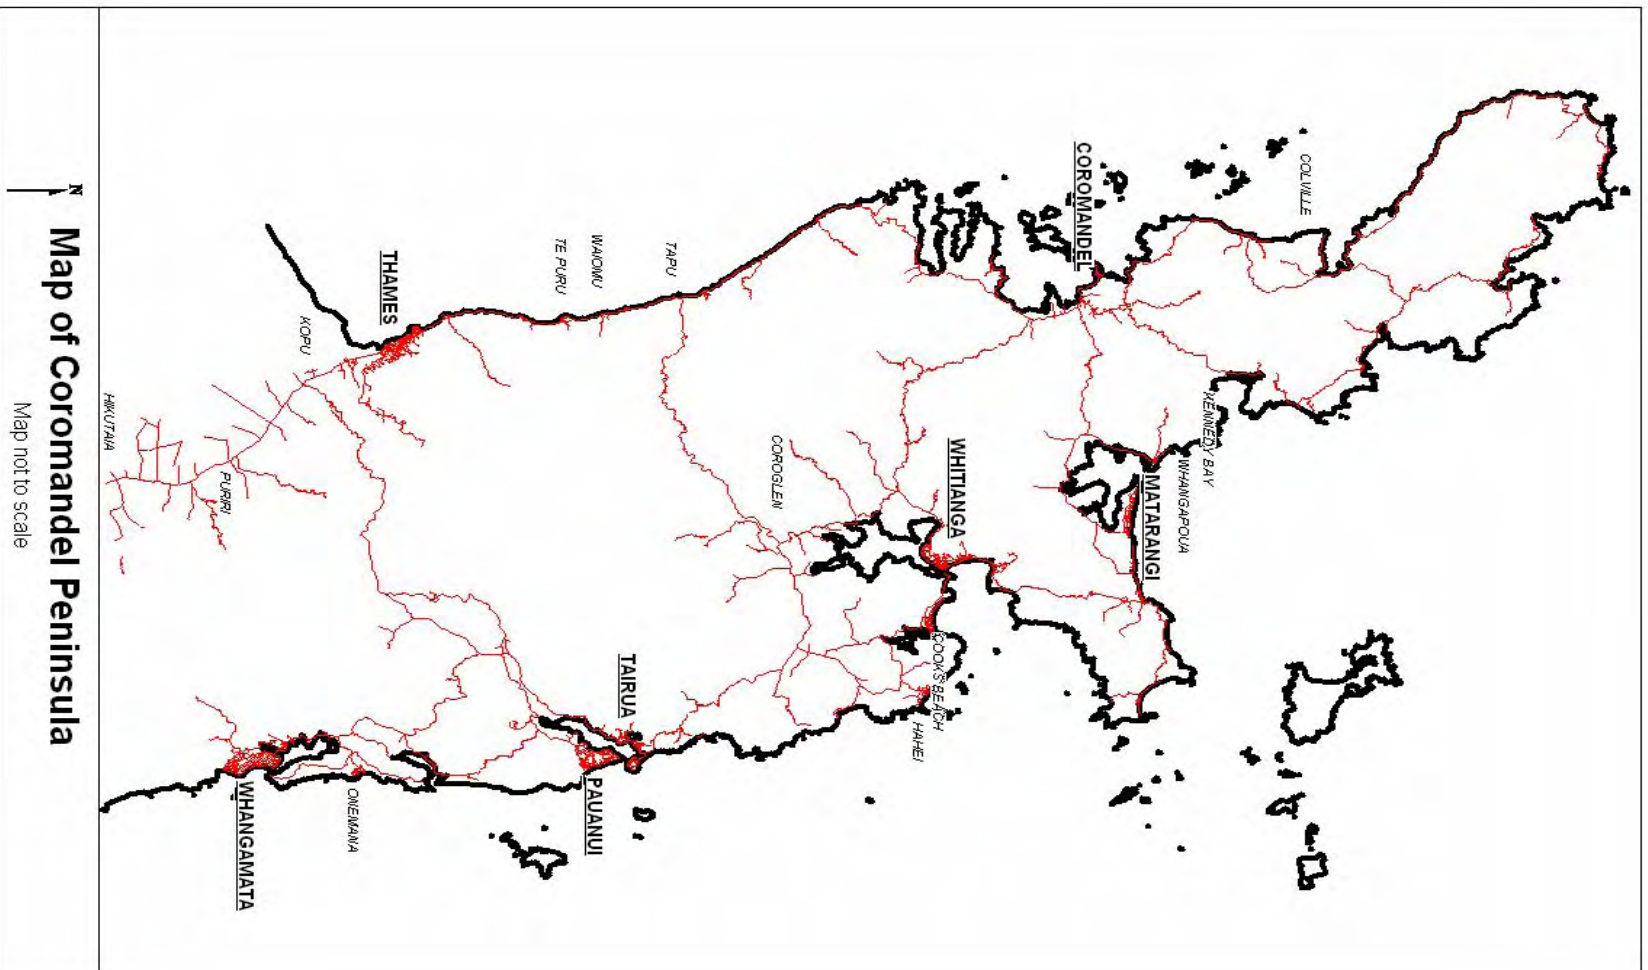 COLVILLE
COROMANDEL
KENNEDY BAY
WHANGAPOUA
MATARANGI
WHITIANGA
COOKS BEACH
HAHEI
COROGLEN
TAPU
WAIOMU
TE PURU
TAIRUA
PAUANUI
THAMES
KOPU
ONEMANA
PURIRI
WHANGAMATA
HIKUTAIA
N
Map of Coromandel Peninsula
Map not to scale